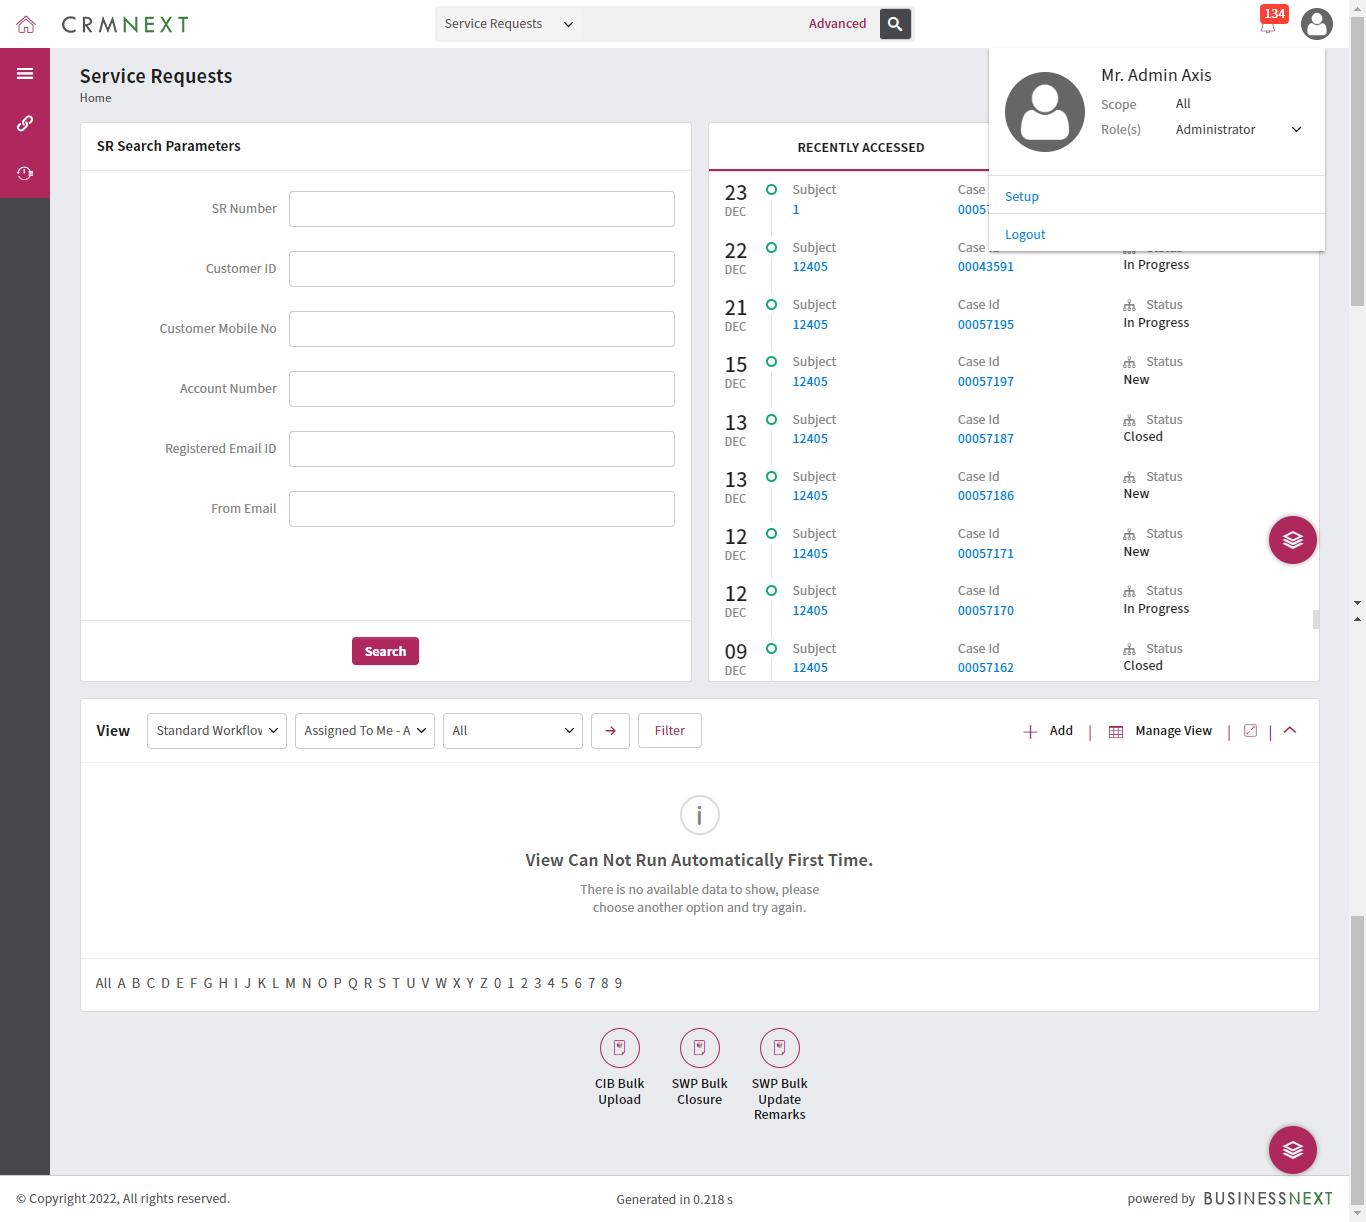 CRMNEXT
Service Requests
Advanced
134
Service Requests
Home
Mr. Admin Axis
Scope All
Role(s) Administrator
Setup
Logout
SR Search Parameters
SR Number
Customer ID
Customer Mobile No
Account Number
Registered Email ID
From Email
Search
RECENTLY ACCESSED
23 Subject Case
DEC 1 0005
22 Subject Case
DEC 12405 00043591 In Progress
21 Subject Case Id Status
DEC 12405 00057195 In Progress
15 Subject Case Id Status
DEC 12405 00057197 New
13 Subject Case Id Status
DEC 12405 00057187 Closed
13 Subject Case Id Status
DEC 12405 00057186 New
12 Subject Case Id Status
DEC 12405 00057171 New
12 Subject Case Id Status
DEC 12405 00057170 In Progress
09 Subject Case Id Status
DEC 12405 00057162 Closed
View Standard Workflow Assigned To Me - A All Filter Add | Manage View | |
i
View Can Not Run Automatically First Time.
There is no available data to show, please
choose another option and try again.
All A B C D E F G H I J K L M N O P Q R S T U V W X Y Z 0 1 2 3 4 5 6 7 8 9
CIB Bulk
Upload
SWP Bulk
Closure
SWP Bulk
Update
Remarks
© Copyright 2022, All rights reserved.
Generated in 0.218 s
powered by BUSINESSNEXT